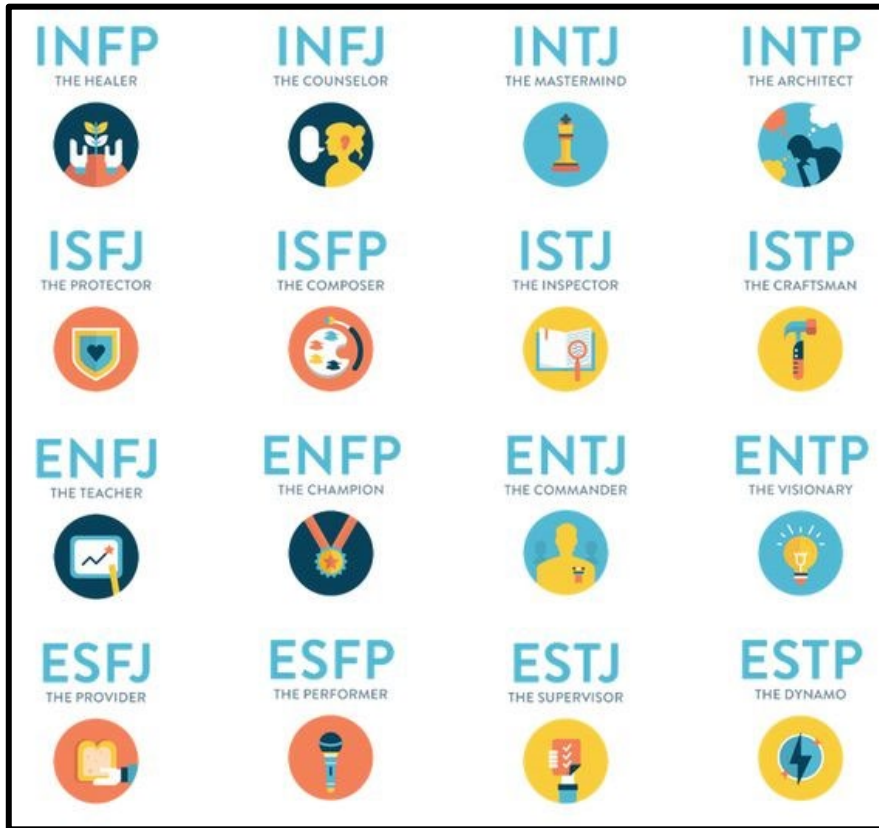 INFP
THE HEALER
INFJ
THE COUNSELOR
INTJ
THE MASTERMIND
INTP
THE ARCHITECT
ISFJ
THE PROTECTOR
ISFP
THE COMPOSER
ISTJ
THE INSPECTOR
ISTP
THE CRAFTSMAN
ENFJ
THE TEACHER
ENFP
THE CHAMPION
ENTJ
THE COMMANDER
ENTP
THE VISIONARY
ESFJ
THE PROVIDER
ESFP
THE PERFORMER
ESTJ
THE SUPERVISOR
ESTP
THE DYNAMO